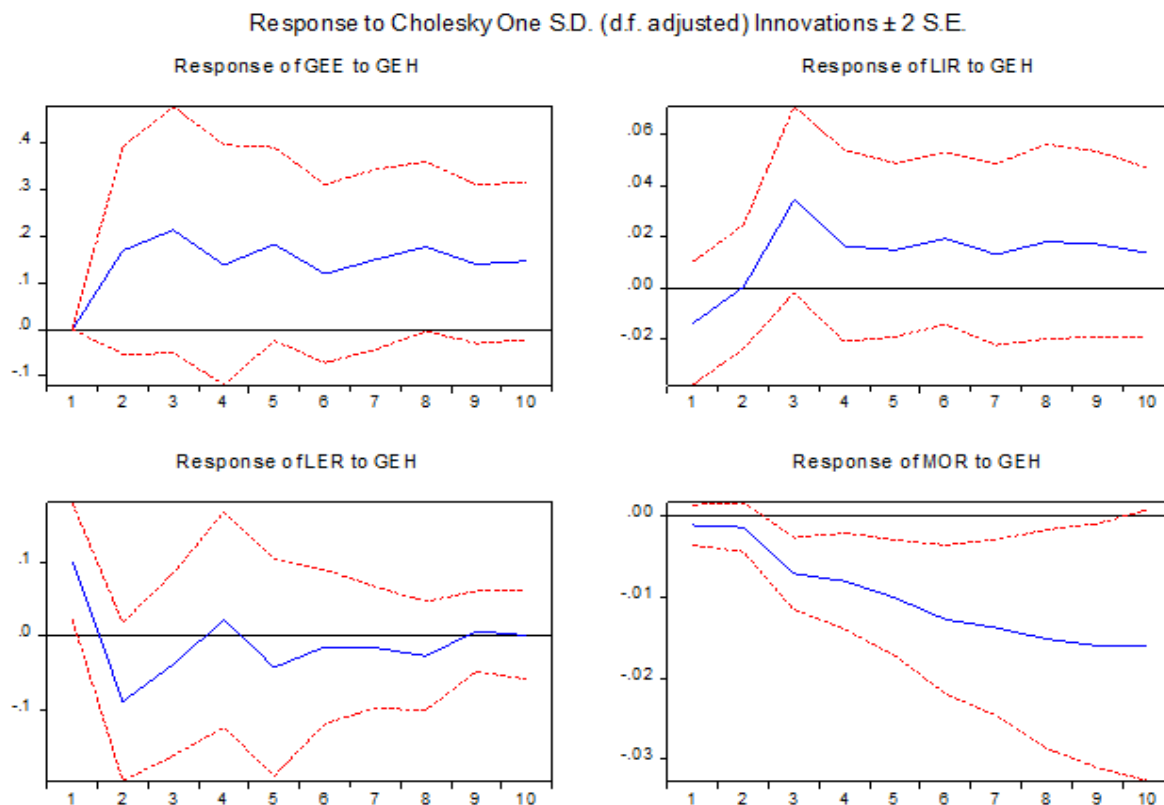 Response to Cholesky One S.D. (d.f. adjusted) Innovations ± 2 S.E.
Response of GEE to GEH
.4
.3
.2
.1
.0
-.1
1 2 3 4 5 6 7 8 9 10
Response of LIR to GEH
.06
.04
.02
.00
-.02
1 2 3 4 5 6 7 8 9 10
Response of LER to GEH
.1
.0
-.1
1 2 3 4 5 6 7 8 9 10
Response of MOR to GEH
.00
-.01
-.02
-.03
1 2 3 4 5 6 7 8 9 10